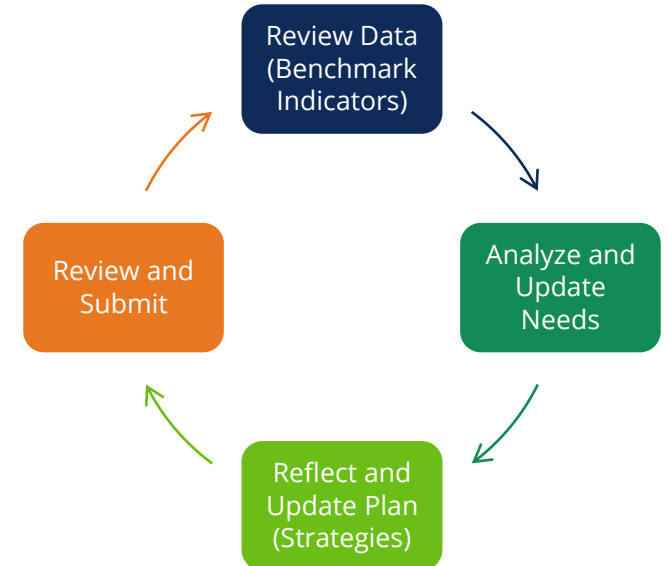 Review Data
(Benchmark
Indicators)
Analyze and
Update
Needs
Reflect and
Update Plan
(Strategies)
Review and
Submit